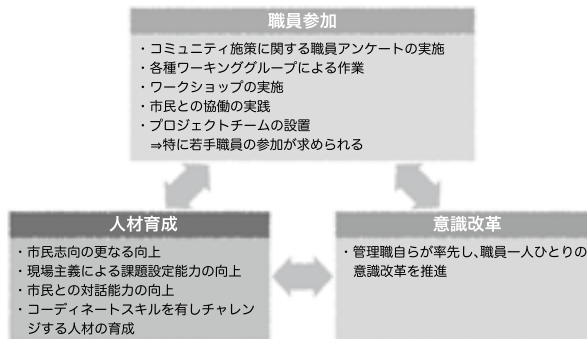 職員参加
・コミュニティ施策に関する職員アンケートの実施
・各種ワーキンググループによる作業
・ワークショップの実施
・市民との協働の実践
・プロジェクトチームの設置
⇒特に若手職員の参加が求められる
人材育成
・市民志向の更なる向上
・現場主義による課題設定能力の向上
・市民との対話能力の向上
・コーディネートスキルを有しチャレン
ジする人材の育成
意識改革
・管理職自らが率先し、職員一人ひとりの
意識改革を推進